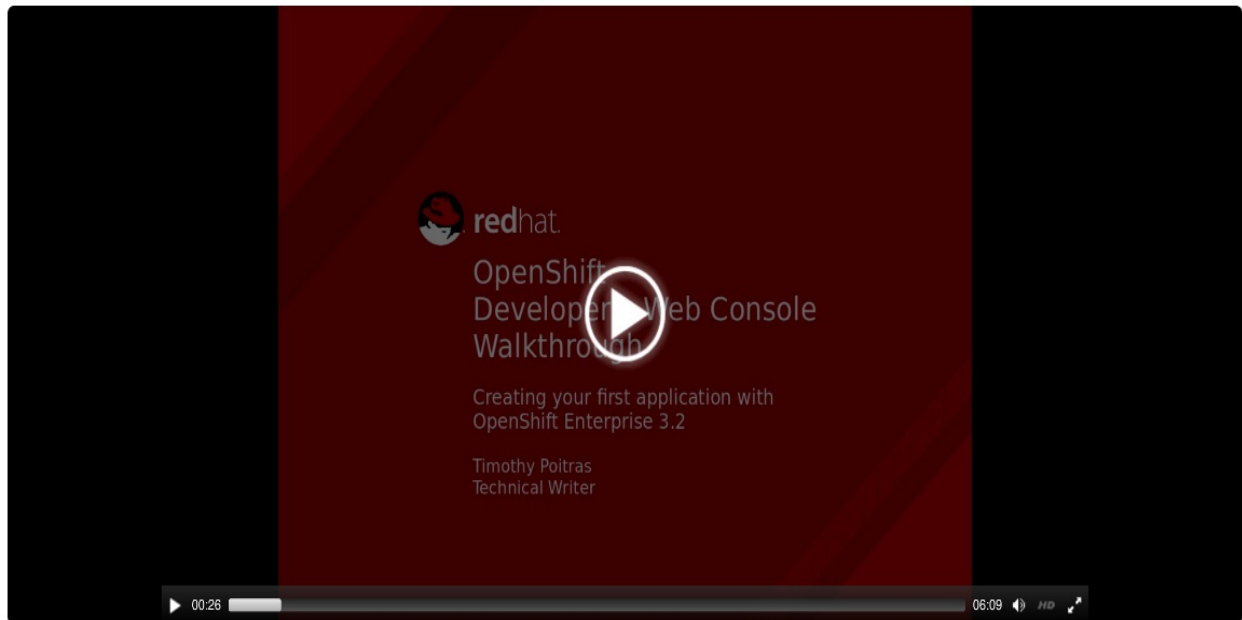 redhat.
OpenShift
Developer Web Console
Walkthrough
Creating your first application with
OpenShift Enterprise 3.2
Timothy Poitras
Technical Writer
00:26
06:09
HD